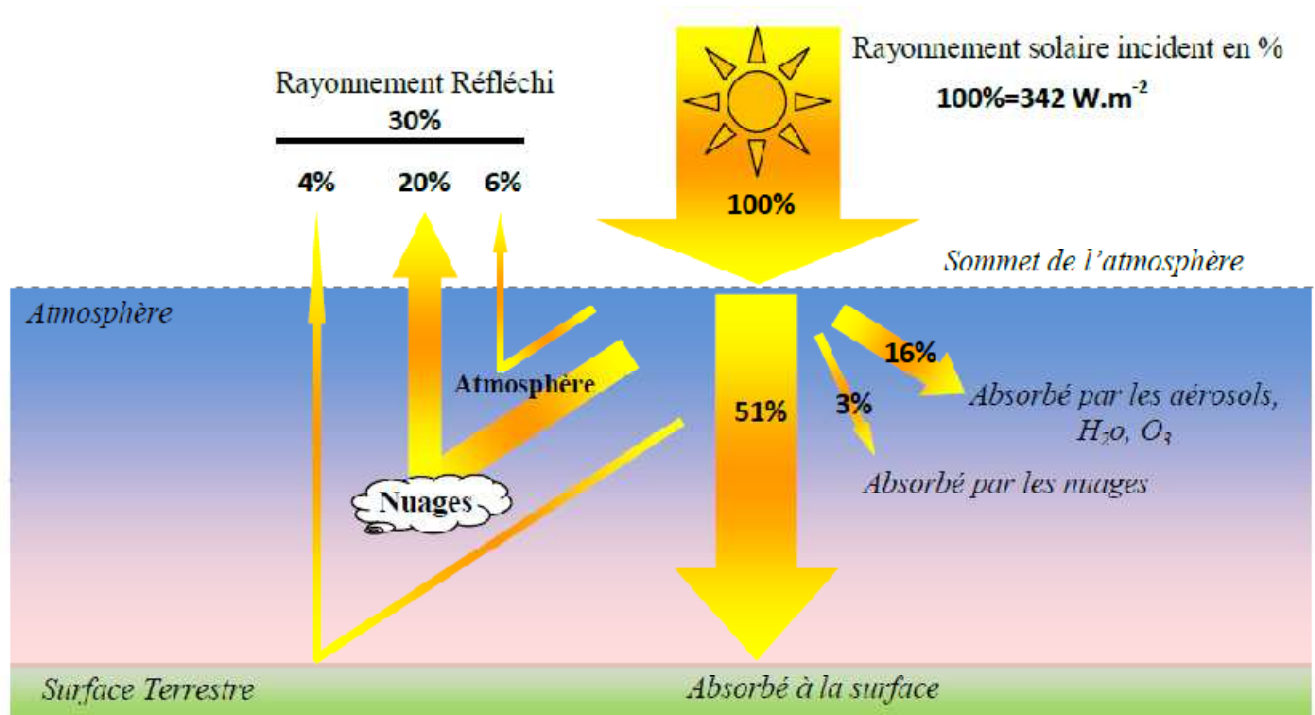 Rayonnement solaire incident en %
100%=342 W.m⁻²
Rayonnement Réfléchi
30%
4% 20% 6%
100%
Sommet de l'atmosphère
Atmosphère
16%
Atmosphère
51%
3%
Absorbé par les aérosols,
H₂o, O₃
Absorbé par les nuages
Nuages
Surface Terrestre
Absorbé à la surface